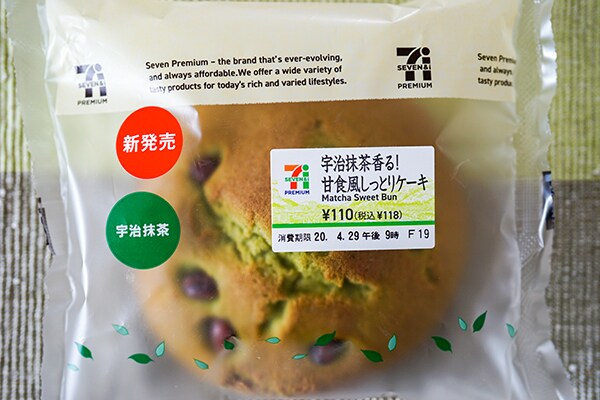 Seven Premium – the brand that's ever-evolving,
and always affordable.We offer a wide variety of
tasty products for today's rich and varied lifestyles.
SEVEN&i
PREMIUM
SEVEN&i
PREMIUM
Seven Premium
and always
tasty produc
新発売
宇治抹茶
SEVEN&i
PREMIUM
宇治抹茶香る!
甘食風しっとりケーキ
Matcha Sweet Bun
¥110(税込 ¥118)
消費期限 20. 4. 29 午後 9時 F19